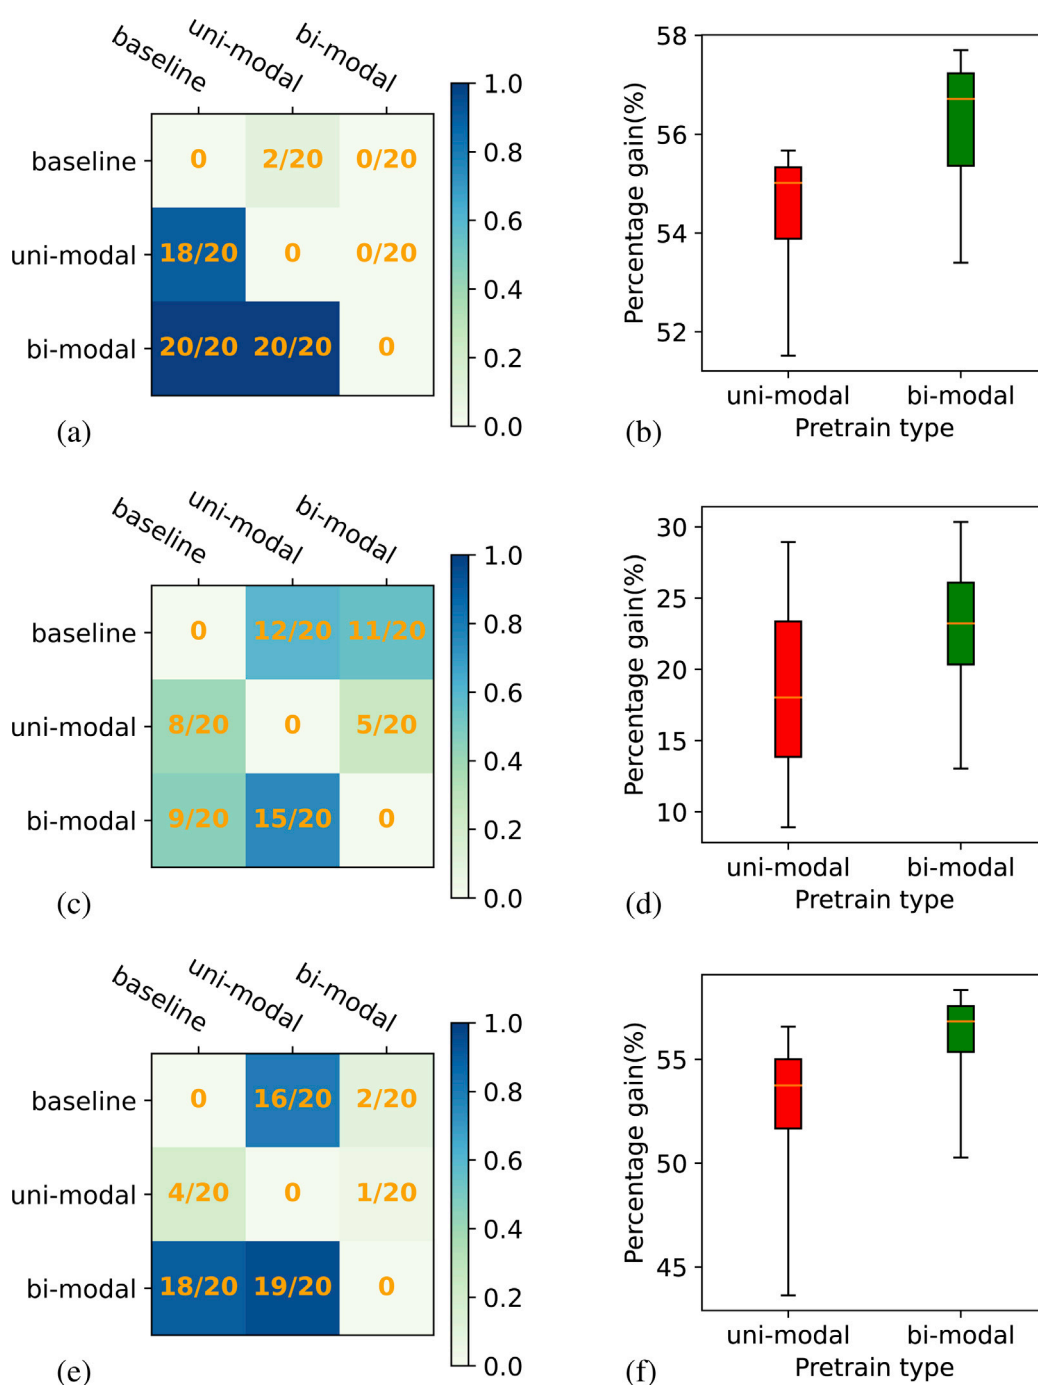 baseline
uni-modal
bi-modal
baseline 0 2/20 0/20
uni-modal 18/20 0 0/20
bi-modal 20/20 20/20 0
1.0
0.8
0.6
0.4
0.2
0.0
(a)
Percentage gain(%)
58
56
54
52
uni-modal bi-modal
Pretrain type
(b)
baseline
uni-modal
bi-modal
baseline 0 12/20 11/20
uni-modal 8/20 0 5/20
bi-modal 9/20 15/20 0
1.0
0.8
0.6
0.4
0.2
0.0
(c)
Percentage gain(%)
30
25
20
15
10
uni-modal bi-modal
Pretrain type
(d)
baseline
uni-modal
bi-modal
baseline 0 16/20 2/20
uni-modal 4/20 0 1/20
bi-modal 18/20 19/20 0
1.0
0.8
0.6
0.4
0.2
0.0
(e)
Percentage gain(%)
55
50
45
uni-modal bi-modal
Pretrain type
(f)